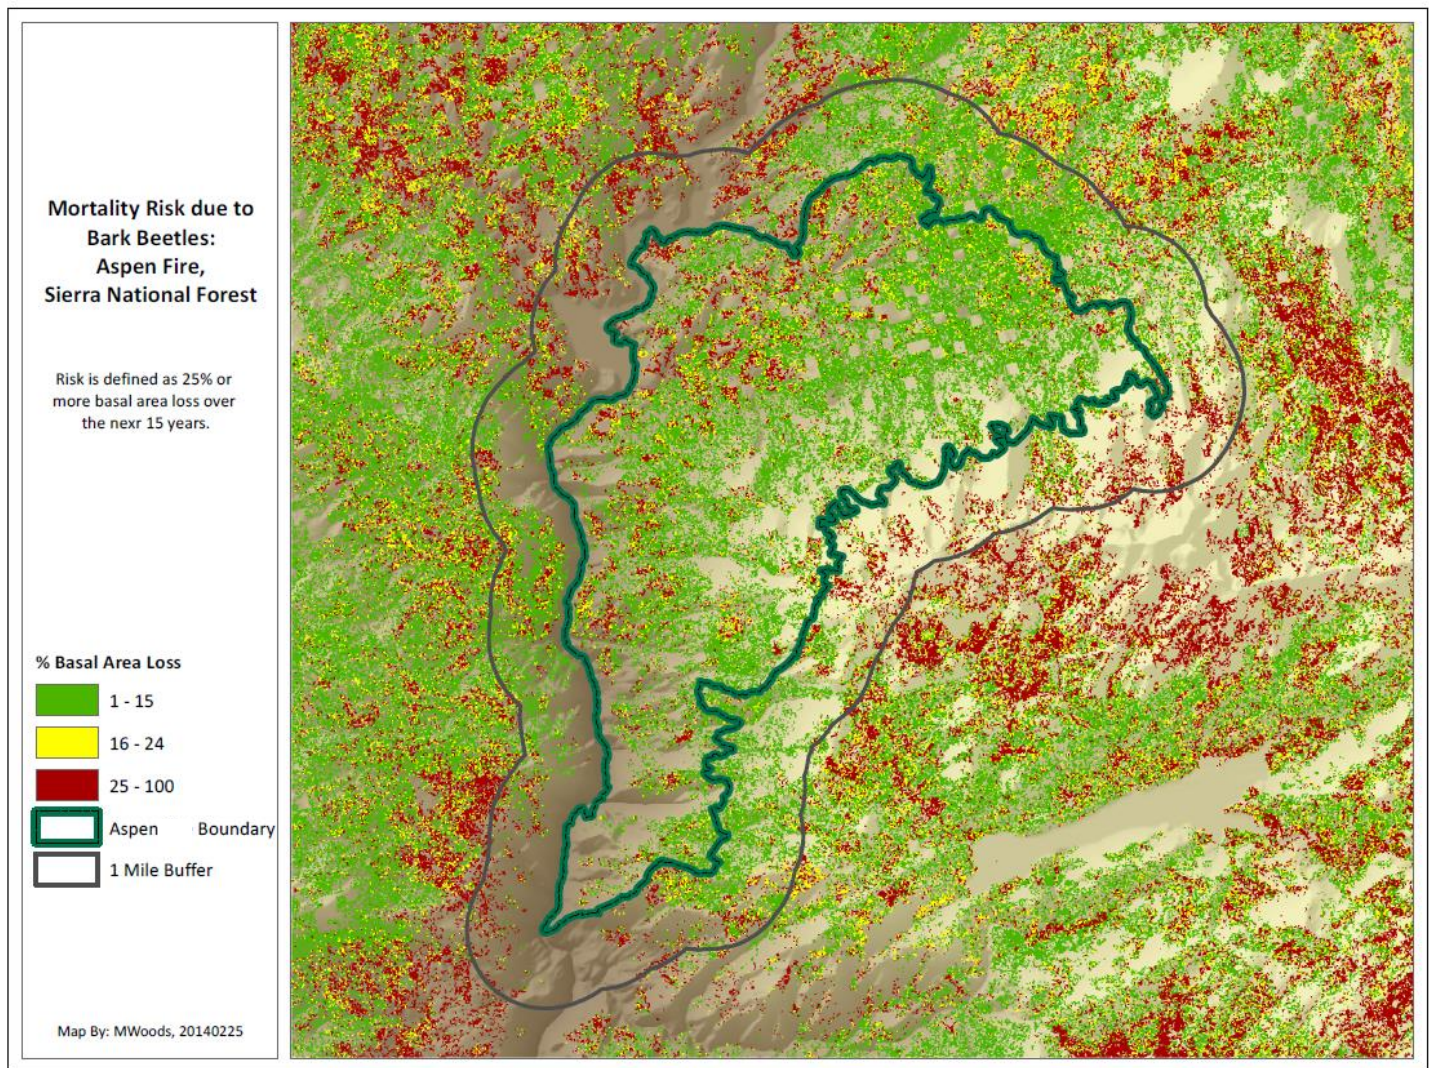 Mortality Risk due to
Bark Beetles:
Aspen Fire,
Sierra National Forest
Risk is defined as 25% or
more basal area loss over
the nexr 15 years.
% Basal Area Loss
1 - 15
16 - 24
25 - 100
Aspen Boundary
1 Mile Buffer
Map By: MWoods, 20140225